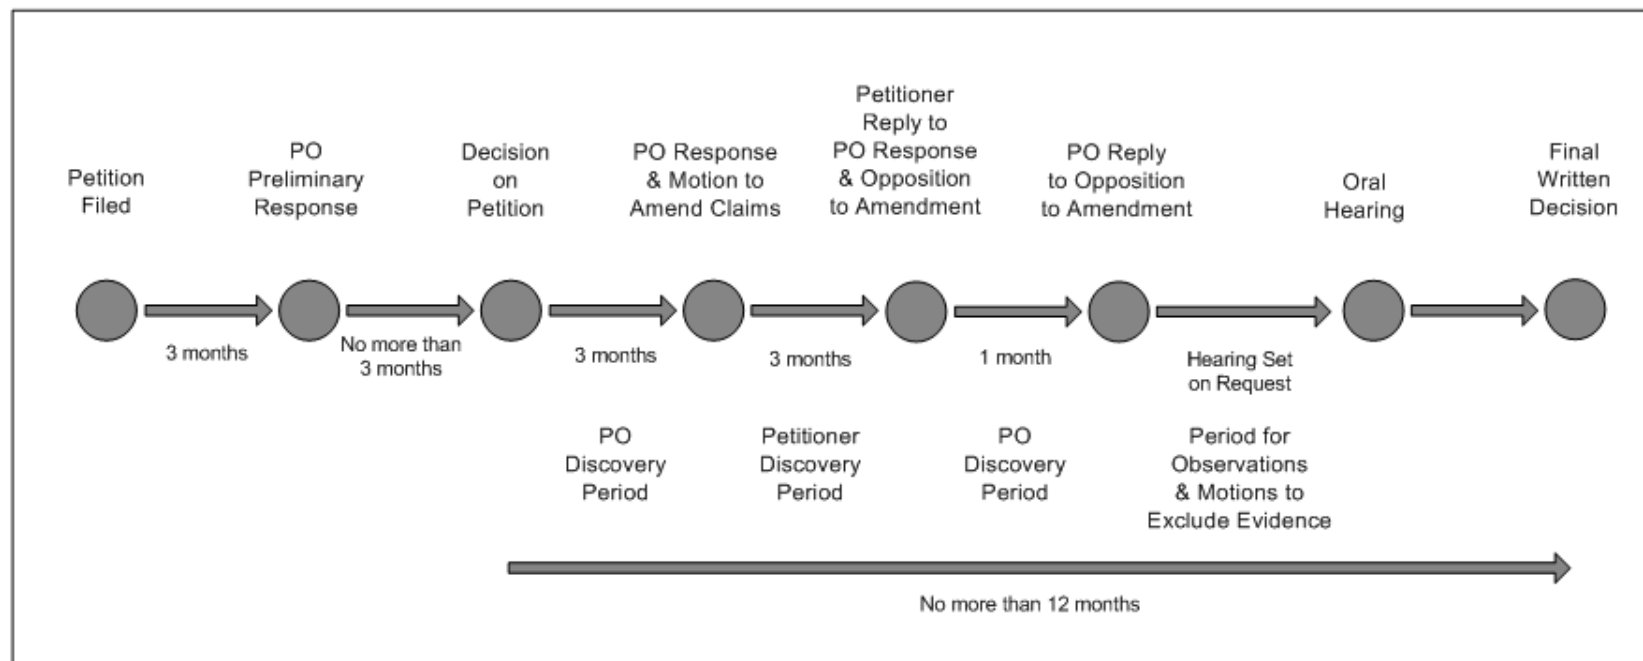 Petition
Filed
PO
Preliminary
Response
Decision
on
Petition
PO Response
& Motion to
Amend Claims
Petitioner
Reply to
PO Response
& Opposition
to Amendment
PO Reply
to Opposition
to Amendment
Oral
Hearing
Final
Written
Decision
3 months
No more than
3 months
3 months
3 months
1 month
Hearing Set
on Request
PO
Discovery
Period
Petitioner
Discovery
Period
PO
Discovery
Period
Period for
Observations
& Motions to
Exclude Evidence
No more than 12 months